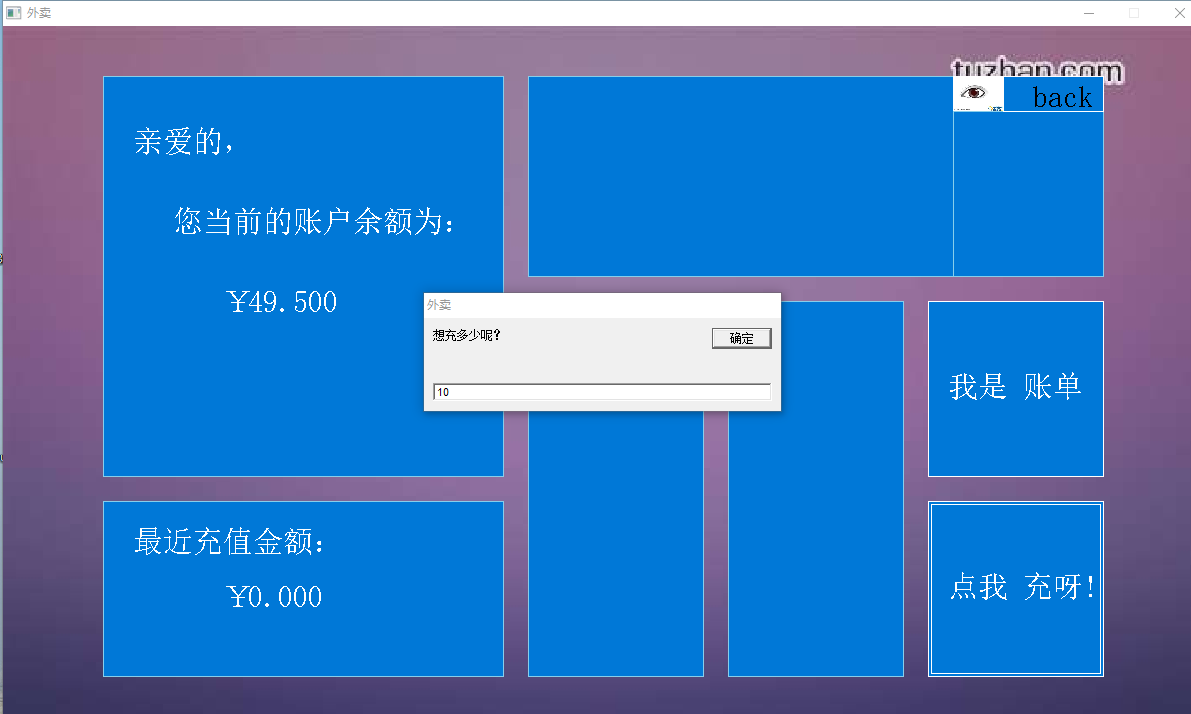 外卖
tuzhan.com
back
亲爱的，
您当前的账户余额为：
¥49.500
外卖
想充多少呢？
确定
10
我是 账单
最近充值金额：
¥0.000
点我 充呀！